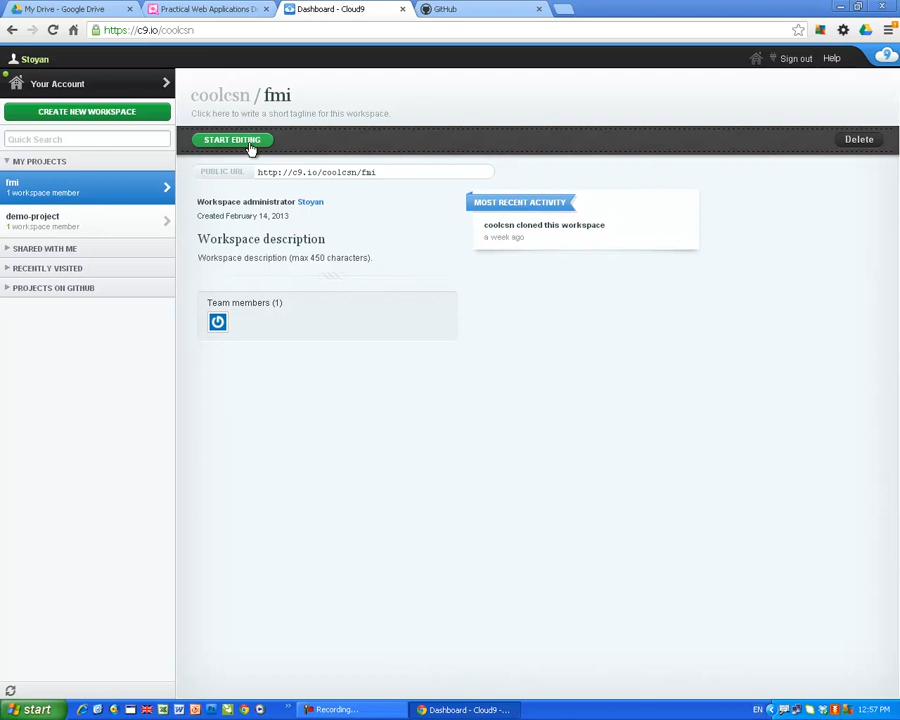 My Drive - Google Drive
Practical Web Applications D
Dashboard - Cloud9
GitHub
https://c9.io/coolcsn
Stoyan
Sign out
Help
Your Account
CREATE NEW WORKSPACE
Quick Search
MY PROJECTS
fmi
1 workspace member
demo-project
1 workspace member
SHARED WITH ME
RECENTLY VISITED
PROJECTS ON GITHUB
coolcsn / fmi
Click here to write a short tagline for this workspace.
START EDITING
Delete
PUBLIC URL
http://c9.io/coolcsn/fmi
Workspace administrator Stoyan
Created February 14, 2013
Workspace description
Workspace description (max 450 characters).
Team members (1)
MOST RECENT ACTIVITY
coolcsn cloned this workspace
a week ago
start
Recording...
Dashboard - Cloud9 -...
EN
12:57 PM